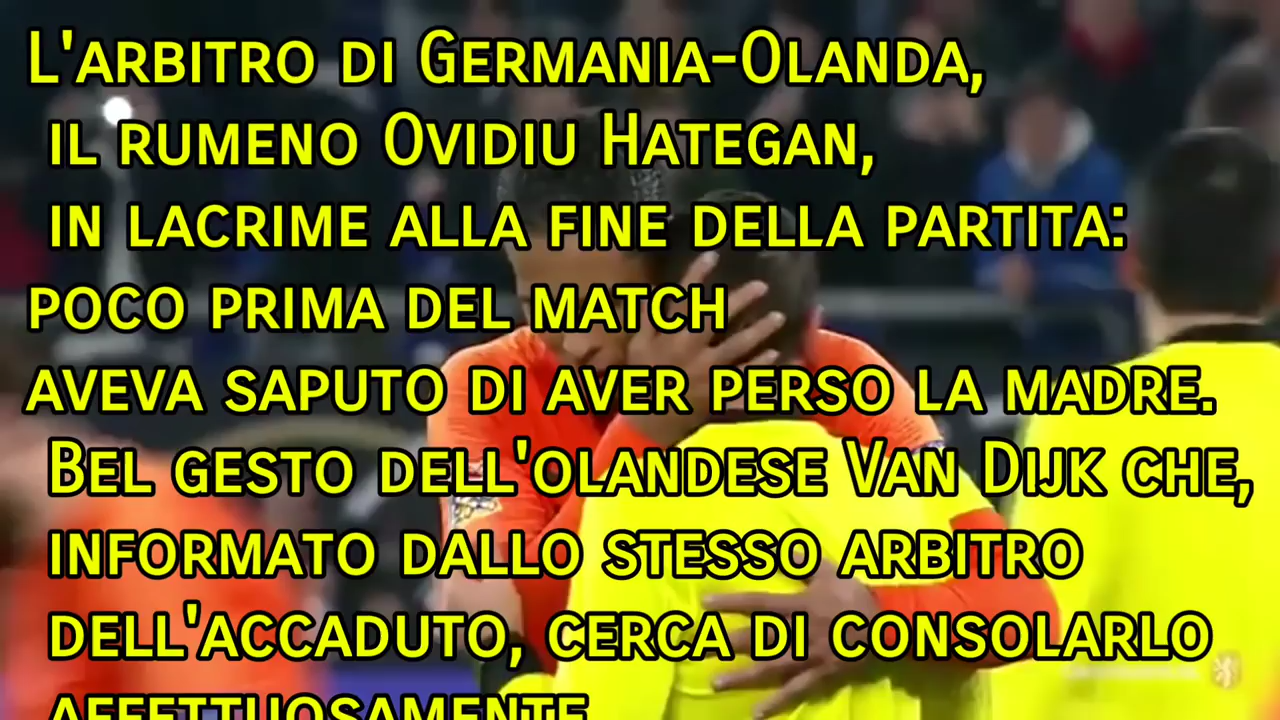 L'ARBITRO DI GERMANIA-OLANDA,
IL RUMENO OVIDIU HATEGAN,
IN LACRIME ALLA FINE DELLA PARTITA:
POCO PRIMA DEL MATCH
AVEVA SAPUTO DI AVER PERSO LA MADRE.
BEL GESTO DELL'OLANDESE VAN DIJK CHE,
INFORMATO DALLO STESSO ARBITRO
DELL'ACCADUTO, CERCA DI CONSOLARLO
AFFETTUOSAMENTE